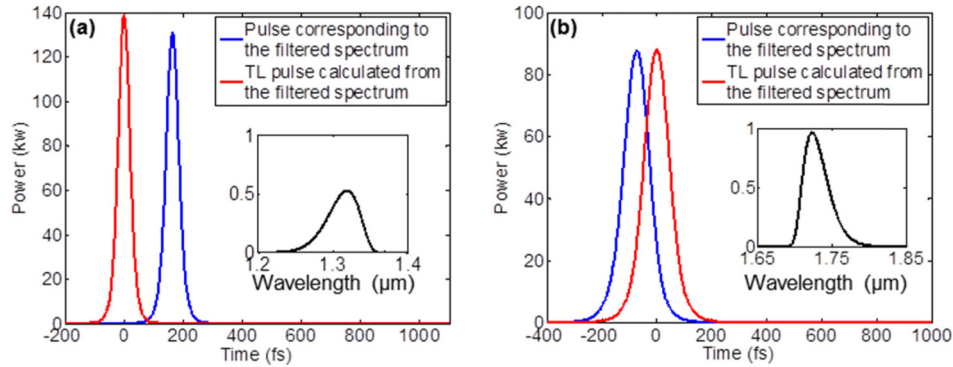 (a)
Pulse corresponding to
the filtered spectrum
TL pulse calculated from
the filtered spectrum
140
120
100
80
60
40
20
0
Power (kw)
-200
0
200
400
600
800
1000
Time (fs)
1
0.5
0
1.2
1.3
1.4
Wavelength (μm)
(b)
Pulse corresponding to
the filtered spectrum
TL pulse calculated from
the filtered spectrum
100
80
60
40
20
0
Power (kw)
-400
-200
0
200
400
600
800
1000
Time (fs)
1
0.5
0
1.65
1.75
1.85
Wavelength (μm)